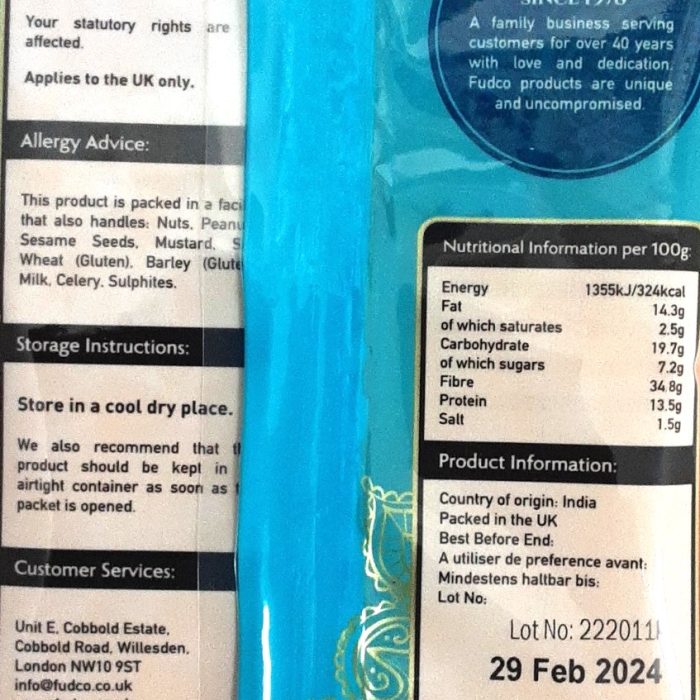 Your statutory rights are
affected.
Applies to the UK only.
Allergy Advice:
This product is packed in a
that also handles: Nuts,
Sesame Seeds, Mustard,
Wheat (Gluten), Barley
Milk, Celery, Sulphites.
Storage Instructions:
Store in a cool dry place.
We also recommend that
product should be kept in
airtight container as soon as
packet is opened.
Customer Services:
Unit E, Cobbold Estate,
Cobbold Road, Willesden,
London NW10 9ST
info@fudco.co.uk
A family business serving
customers for over 40 years
with love and dedication.
Fudco products are unique
and uncompromised.
Nutritional Information per 100g:
Energy 1355kJ/324kcal
Fat 14.3g
of which saturates 2.5g
Carbohydrate 19.7g
of which sugars 7.2g
Fibre 34.8g
Protein 13.5g
Salt 1.5g
Product Information:
Country of origin: India
Packed in the UK
Best Before End:
A utiliser de preference avant:
Mindestens haltbar bis:
Lot No:
Lot No: 222011
29 Feb 2024